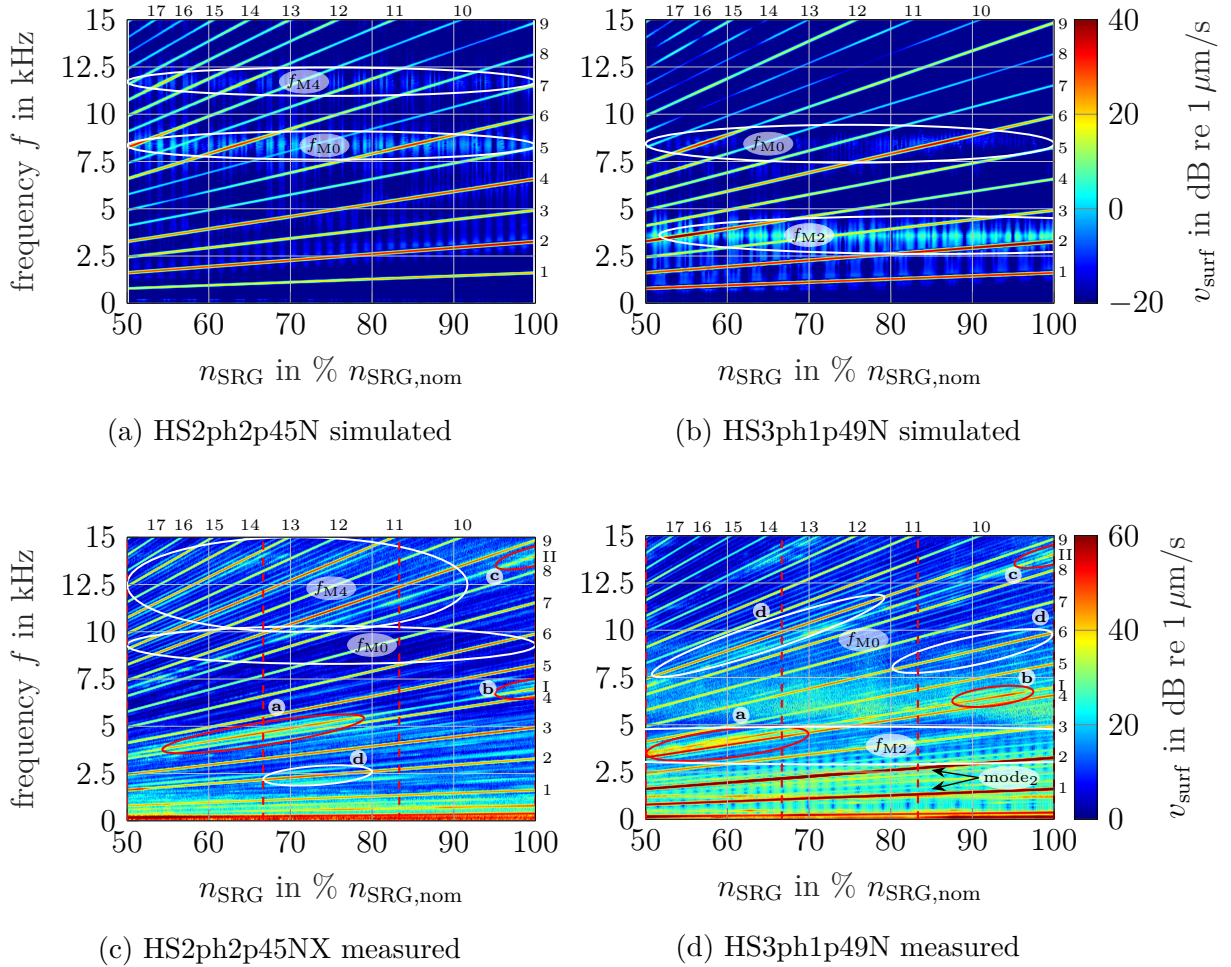 17 16 15 14 13 12 11 10
15
12.5
10
7.5
5
2.5
0
frequency f in kHz
f_M4
f_M0
9
8
7
6
5
4
3
2
1
50 60 70 80 90 100
n_SRG in % n_SRG,nom
(a) HS2ph2p45N simulated
17 16 15 14 13 12 11 10
15
12.5
10
7.5
5
2.5
0
f_M0
f_M2
9
8
7
6
5
4
3
2
1
50 60 70 80 90 100
n_SRG in % n_SRG,nom
(b) HS3ph1p49N simulated
40
20
0
−20
v_surf in dB re 1 μm/s
17 16 15 14 13 12 11 10
15
12.5
10
7.5
5
2.5
0
frequency f in kHz
f_M4
f_M0
a
b
c
d
9
II
8
7
6
5
I
4
3
2
1
50 60 70 80 90 100
n_SRG in % n_SRG,nom
(c) HS2ph2p45NX measured
17 16 15 14 13 12 11 10
15
12.5
10
7.5
5
2.5
0
c
d
d
f_M0
b
a
f_M2
mode_2
9
II
8
7
6
5
I
4
3
2
1
50 60 70 80 90 100
n_SRG in % n_SRG,nom
(d) HS3ph1p49N measured
60
40
20
0
v_surf in dB re 1 μm/s